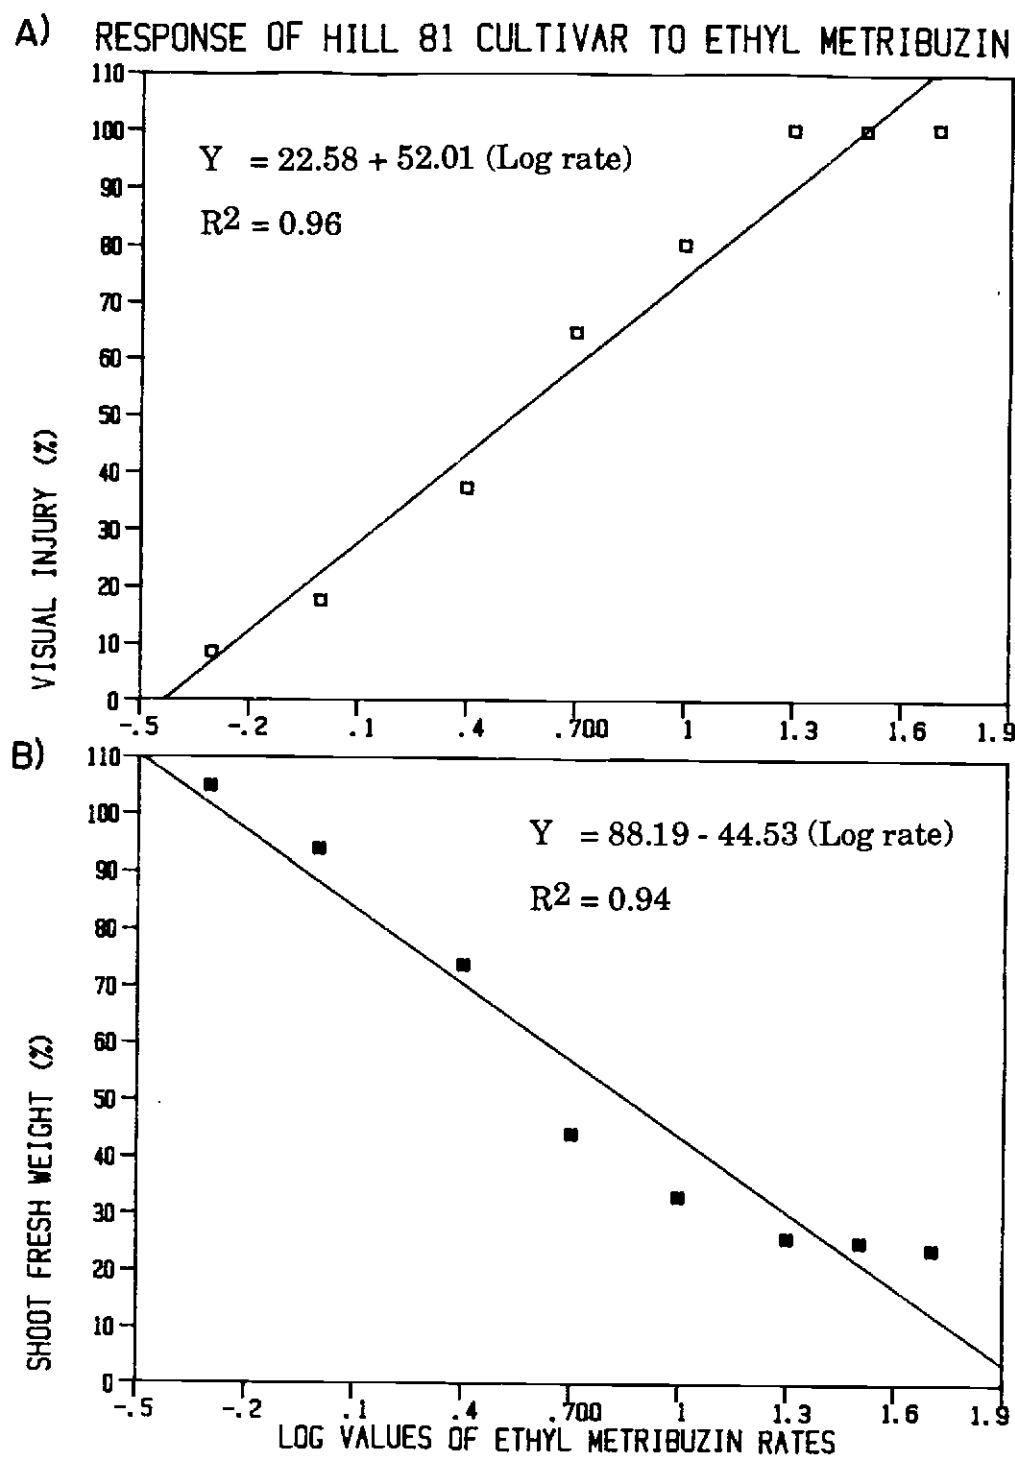 A) RESPONSE OF HILL 81 CULTIVAR TO ETHYL METRIBUZIN
110
100
90
80
70
60
50
40
30
20
10
0
VISUAL INJURY (%)
Y = 22.58 + 52.01 (Log rate)
R2 = 0.96
-.5 -.2 .1 .4 .700 1 1.3 1.6 1.9
B)
110
100
90
80
70
60
50
40
30
20
10
0
SHOOT FRESH WEIGHT (%)
Y = 88.19 - 44.53 (Log rate)
R2 = 0.94
-.5 -.2 .1 .4 .700 1 1.3 1.6 1.9
LOG VALUES OF ETHYL METRIBUZIN RATES